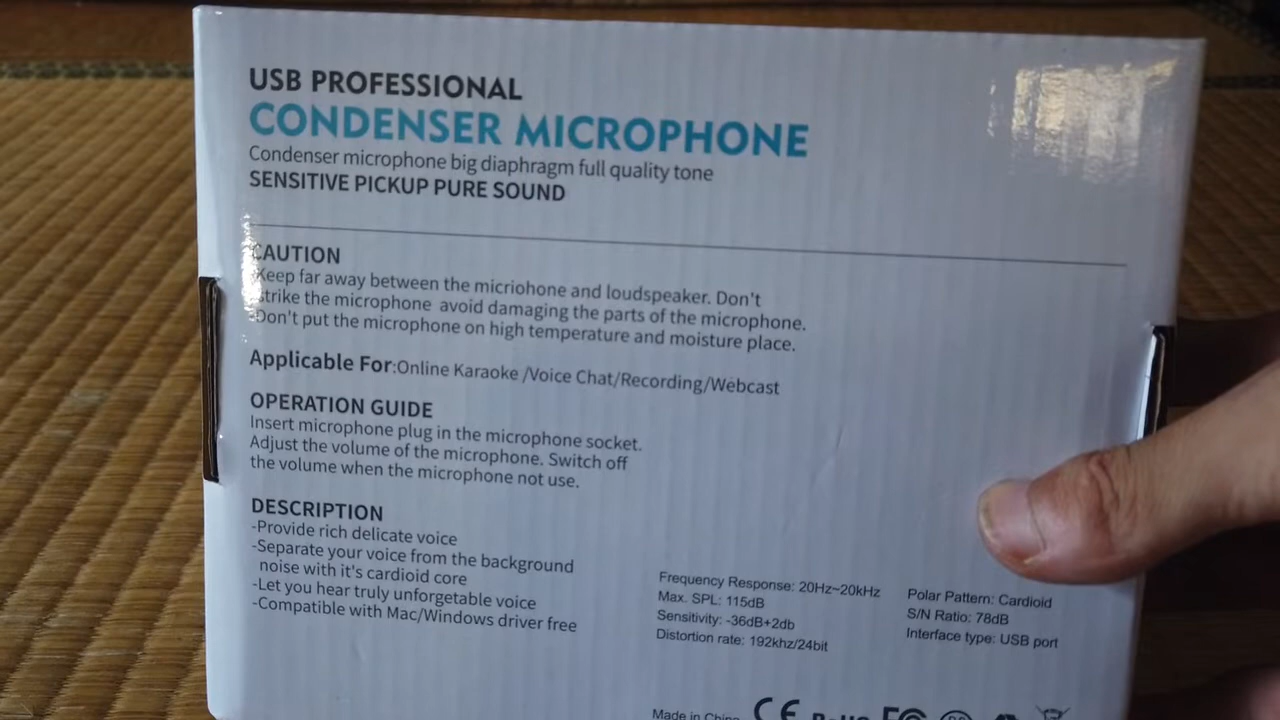 USB PROFESSIONAL
CONDENSER MICROPHONE
Condenser microphone big diaphragm full quality tone
SENSITIVE PICKUP PURE SOUND
CAUTION
Keep far away between the micriohone and loudspeaker. Don't
strike the microphone avoid damaging the parts of the microphone.
Don't put the microphone on high temperature and moisture place.
Applicable For:Online Karaoke /Voice Chat/Recording/Webcast
OPERATION GUIDE
Insert microphone plug in the microphone socket.
Adjust the volume of the microphone. Switch off
the volume when the microphone not use.
DESCRIPTION
-Provide rich delicate voice
-Separate your voice from the background
noise with it's cardioid core
-Let you hear truly unforgetable voice
-Compatible with Mac/Windows driver free
Frequency Response: 20Hz~20kHz
Max. SPL: 115dB
Sensitivity: -36dB+2db
Distortion rate: 192khz/24bit
Polar Pattern: Cardioid
S/N Ratio: 78dB
Interface type: USB port
Made in China CE RoHS FC